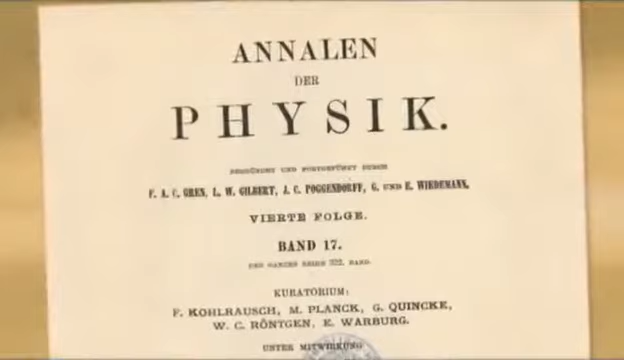 ANNALEN
DER
PHYSIK.
BEGRÜNDET UND FORTGEFÜHRT DURCH
F. A. C. GREN, L. W. GILBERT, J. C. POGGENDORFF, G. UND E. WIEDEMANN.
VIERTE FOLGE.
BAND 17.
DER GANZEN REIHE 322. BAND.
KURATORIUM:
F. KOHLRAUSCH, M. PLANCK, G. QUINCKE,
W. C. RÖNTGEN, E. WARBURG.
UNTER MITWIRKUNG